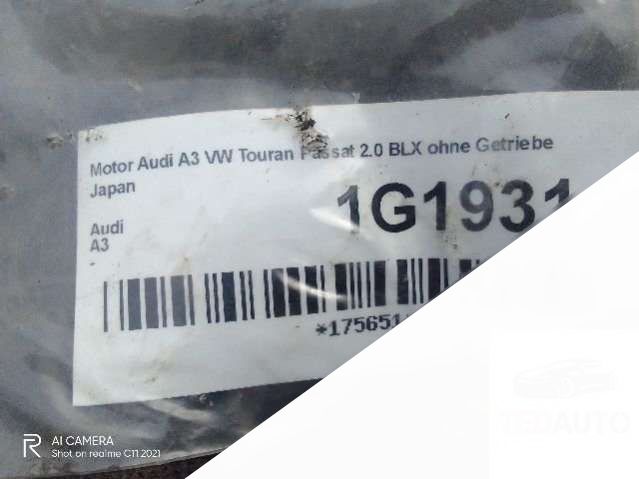 Motor Audi A3 VW Touran Passat 2.0 BLX ohne Getriebe
Japan
1G1931
Audi
A3
*175651
AI CAMERA
Shot on realme C11 2021
TEDAUTO